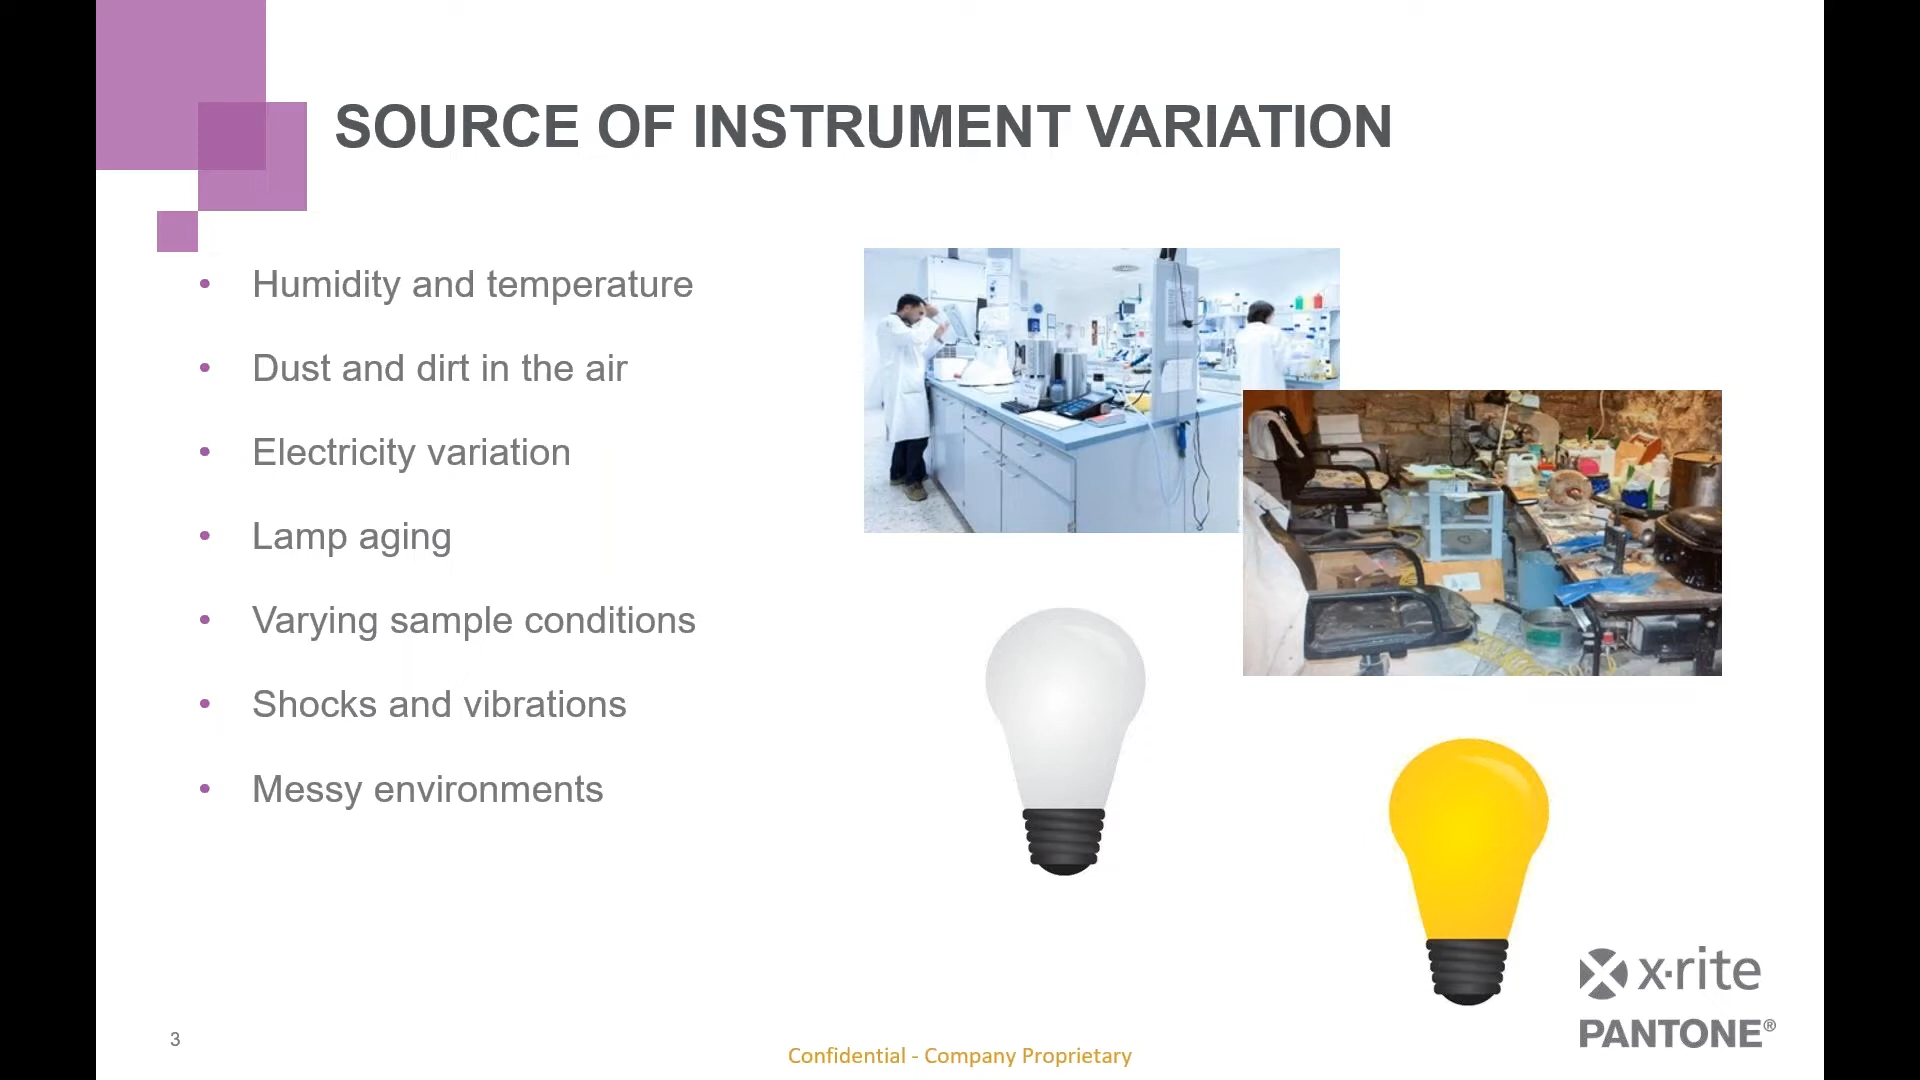 SOURCE OF INSTRUMENT VARIATION
• Humidity and temperature
• Dust and dirt in the air
• Electricity variation
• Lamp aging
• Varying sample conditions
• Shocks and vibrations
• Messy environments
x·rite
PANTONE®
3
Confidential - Company Proprietary